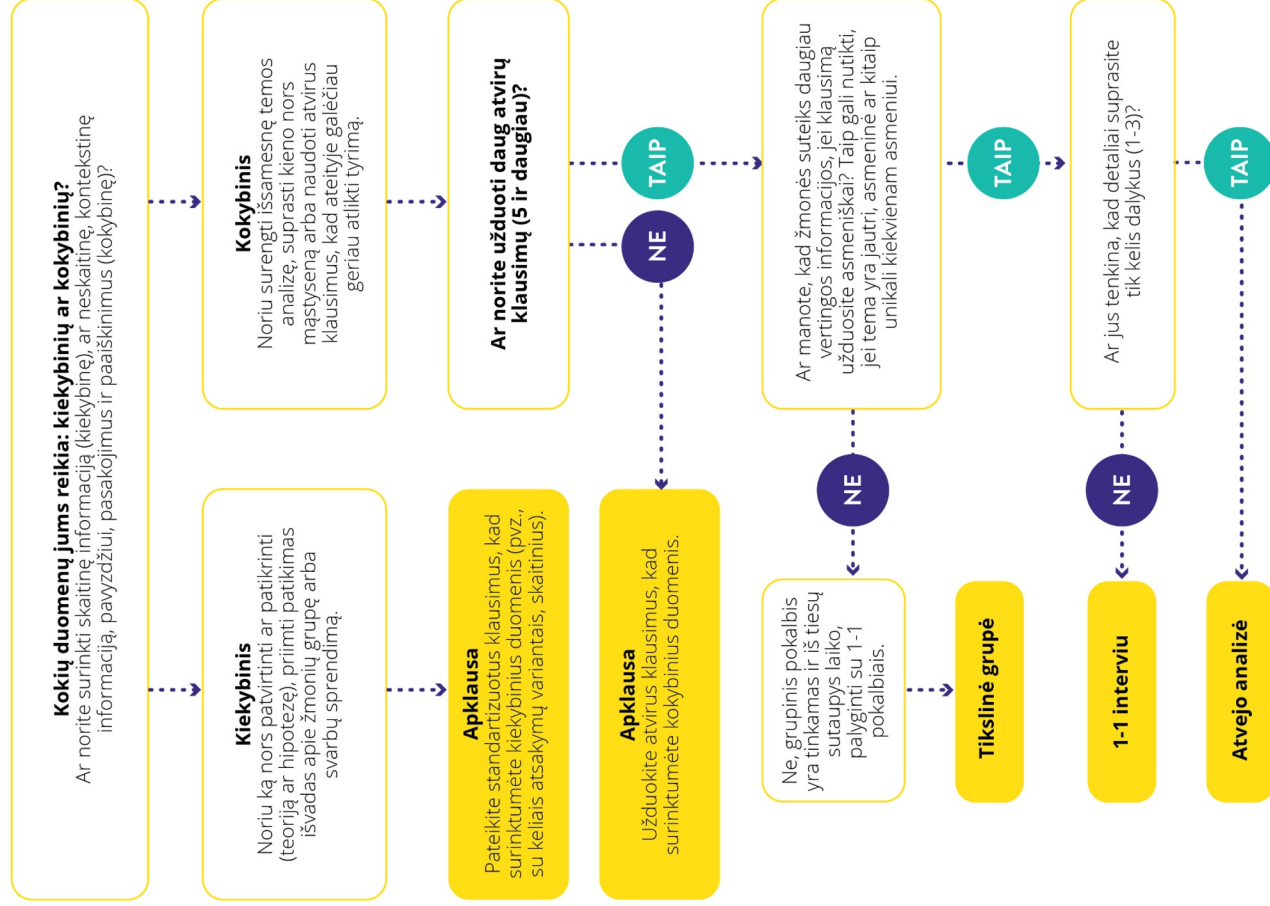 Kokių duomenų jums reikia: kiekybinių ar kokybinių?
Ar norite surinkti skaitinę informaciją (kiekybinę), ar neskaitinę, kontekstinę
informaciją, pavyzdžiui, pasakojimus ir paaiškinimus (kokybinę)?
Kiekybinis
Noriu ką nors patvirtinti ar patikrinti
(teoriją ar hipotezę), priimti patikimas
išvadas apie žmonių grupę arba
svarbų sprendimą.
Kokybinis
Noriu surengti išsamesnę temos
analizę, suprasti kieno nors
mąstyseną arba naudoti atvirus
klausimus, kad ateityje galėčiau
geriau atlikti tyrimą.
Apklausa
Pateikite standartizuotus klausimus, kad
surinktumėte kiekybinius duomenis (pvz.,
su keliais atsakymų variantais, skaitinius).
Ar norite užduoti daug atvirų
klausimų (5 ir daugiau)?
NE
TAIP
Apklausa
Užduokite atvirus klausimus, kad
surinktumėte kokybinius duomenis.
Ar manote, kad žmonės suteiks daugiau
vertingos informacijos, jei klausimą
užduosite asmeniškai? Taip gali nutikti,
jei tema yra jautri, asmeninė ar kitaip
unikali kiekvienam asmeniui.
NE
TAIP
Ne, grupinis pokalbis
yra tinkamas ir iš tiesų
sutaupys laiko,
palyginti su 1-1
pokalbiais.
Tikslinė grupė
Ar jus tenkina, kad detaliai suprasite
tik kelis dalykus (1-3)?
NE
TAIP
1-1 interviu
Atvejo analizė